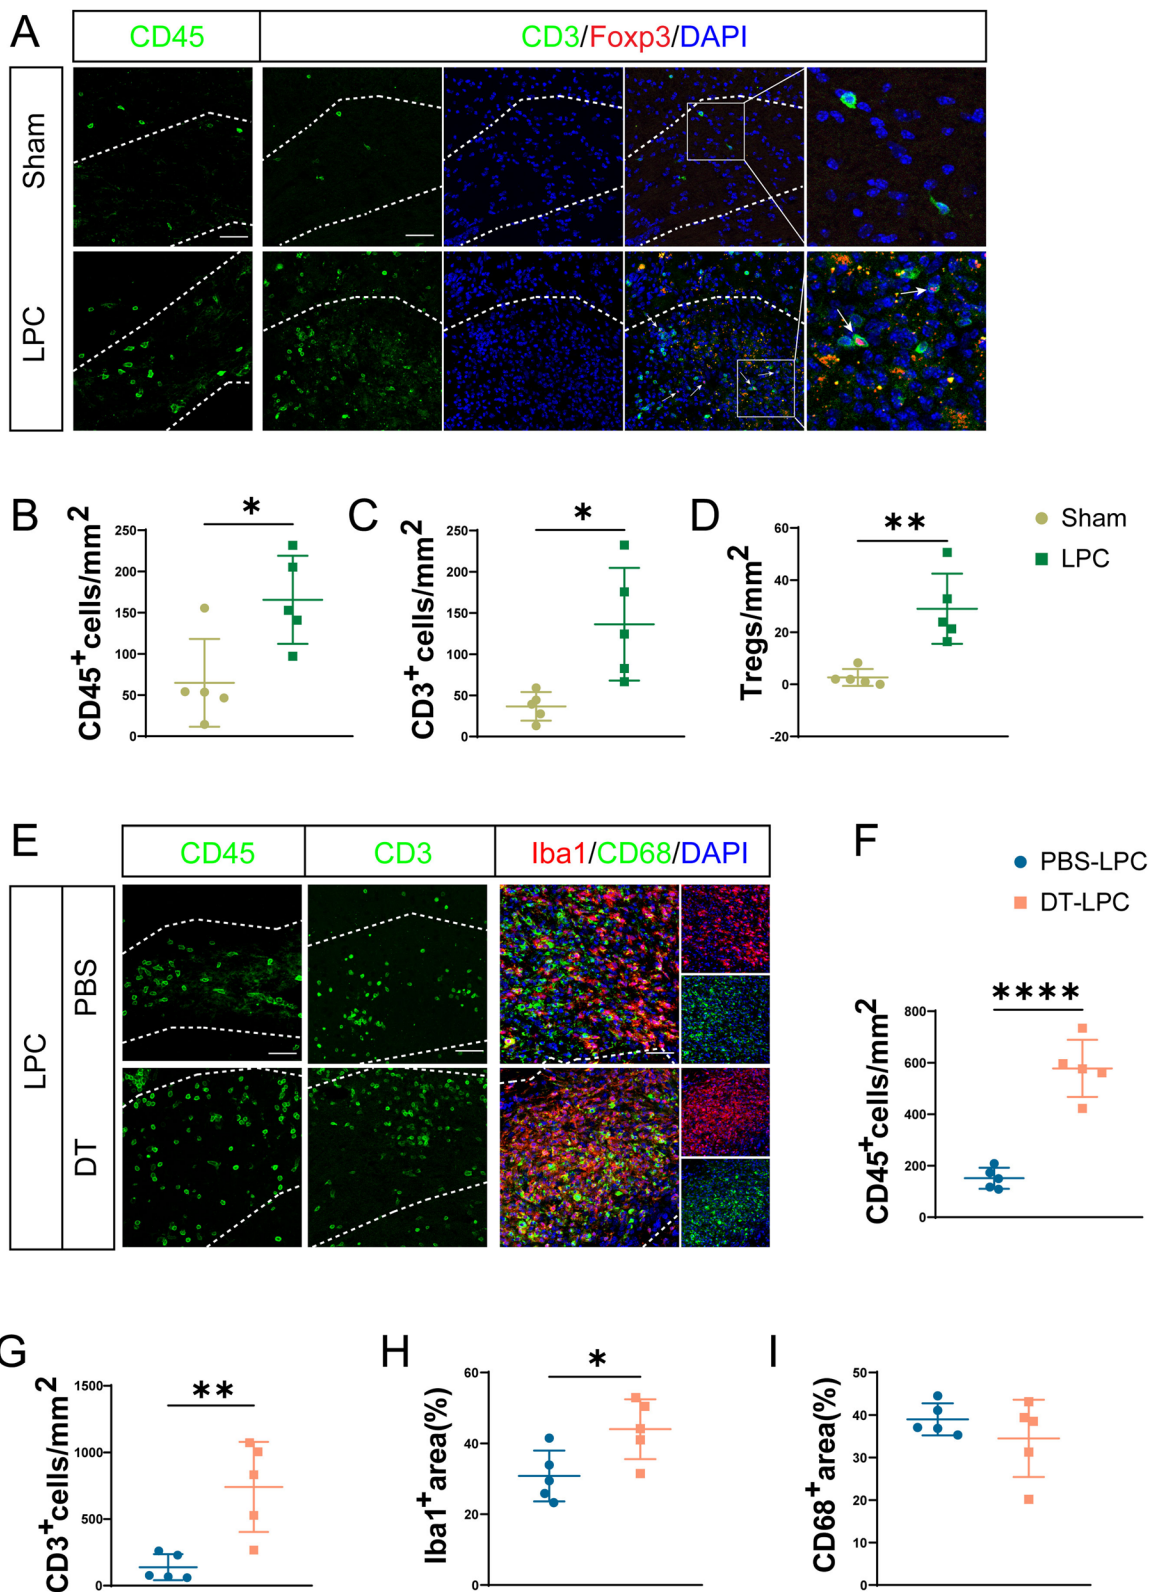 A
CD45
CD3/Foxp3/DAPI
Sham
LPC
B
CD45+cells/mm2
250
200
150
100
50
0
*
C
CD3+cells/mm2
250
200
150
100
50
0
*
D
Tregs/mm2
60
40
20
0
-20
**
Sham
LPC
E
CD45
CD3
Iba1/CD68/DAPI
LPC
PBS
DT
F
PBS-LPC
DT-LPC
CD45+cells/mm2
800
600
400
200
0
****
G
CD3+cells/mm2
1500
1000
500
0
**
H
Iba1+area(%)
60
40
20
0
*
I
CD68+area(%)
50
40
30
20
10
0